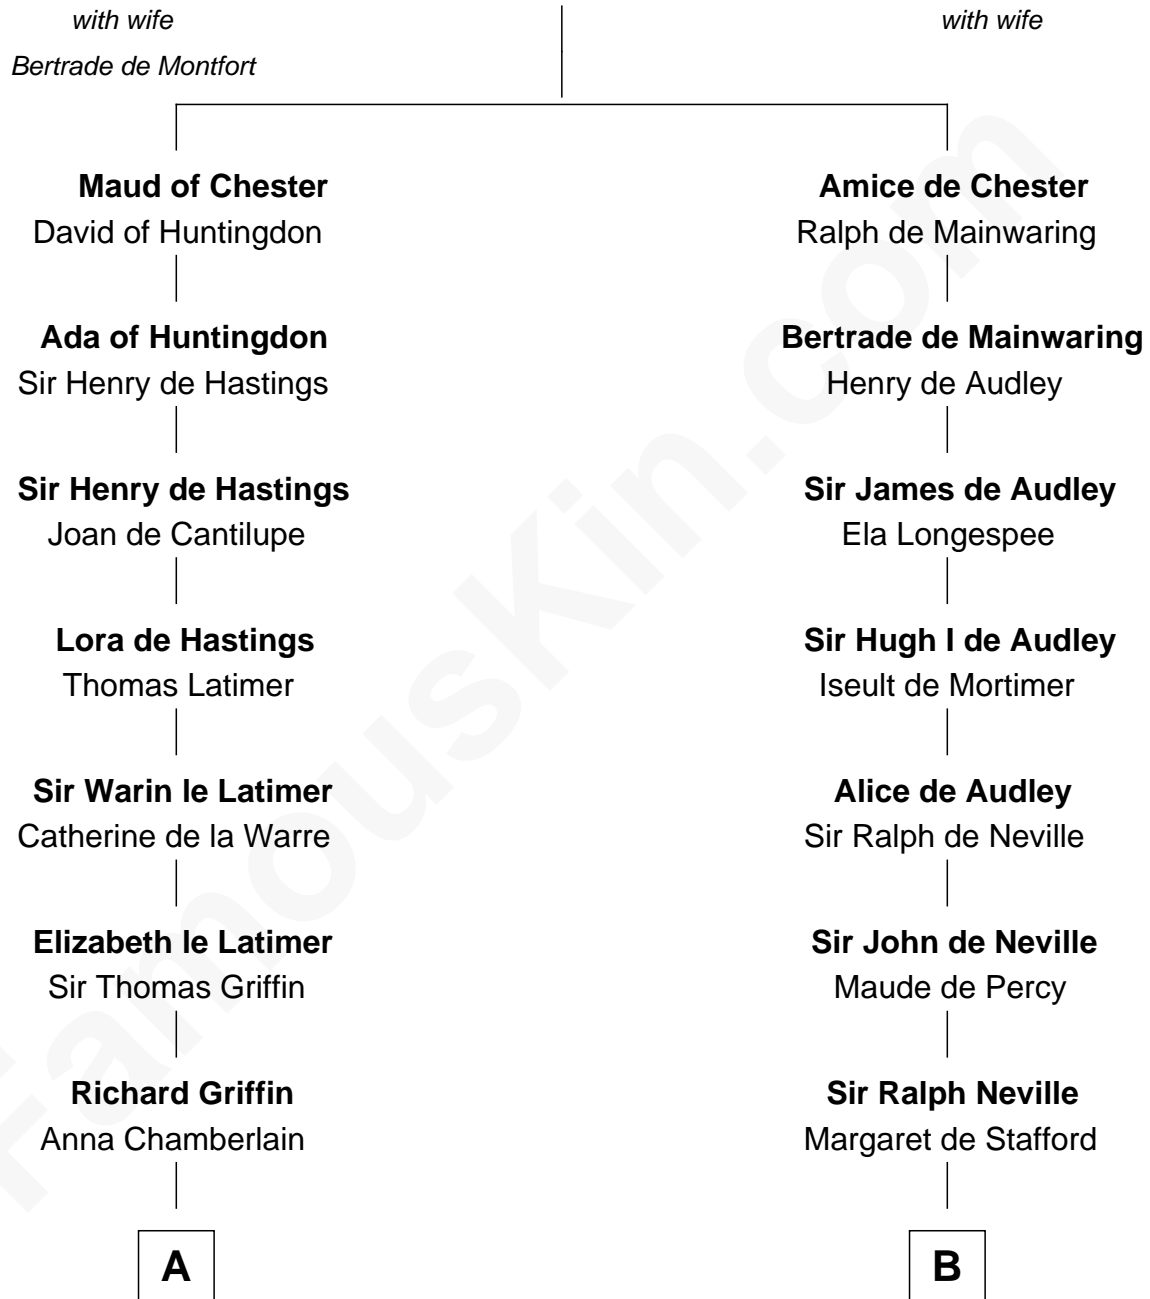 with wife
with wife
Bertrade de Montfort
Maud of Chester
David of Huntingdon
Amice de Chester
Ralph de Mainwaring
Ada of Huntingdon
Sir Henry de Hastings
Bertrade de Mainwaring
Henry de Audley
Sir Henry de Hastings
Joan de Cantilupe
Sir James de Audley
Ela Longespee
Lora de Hastings
Thomas Latimer
Sir Hugh I de Audley
Iseult de Mortimer
Sir Warin le Latimer
Catherine de la Warre
Alice de Audley
Sir Ralph de Neville
Elizabeth le Latimer
Sir Thomas Griffin
Sir John de Neville
Maude de Percy
Richard Griffin
Anna Chamberlain
Sir Ralph Neville
Margaret de Stafford
A
B
FamousKin.com